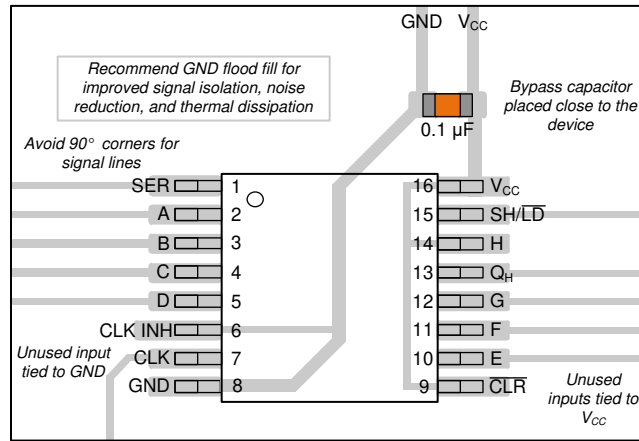 GND VCC
Recommend GND flood fill for
improved signal isolation, noise
reduction, and thermal dissipation
Bypass capacitor
placed close to the
device
0.1 µF
Avoid 90° corners for
signal lines
SER 1 16 VCC
A 2 15 SH/L̅D̅
B 3 14 H
C 4 13 QH
D 5 12 G
CLK INH 6 11 F
CLK 7 10 E
GND 8 9 C̅L̅R̅
Unused input
tied to GND
Unused
inputs tied to
VCC